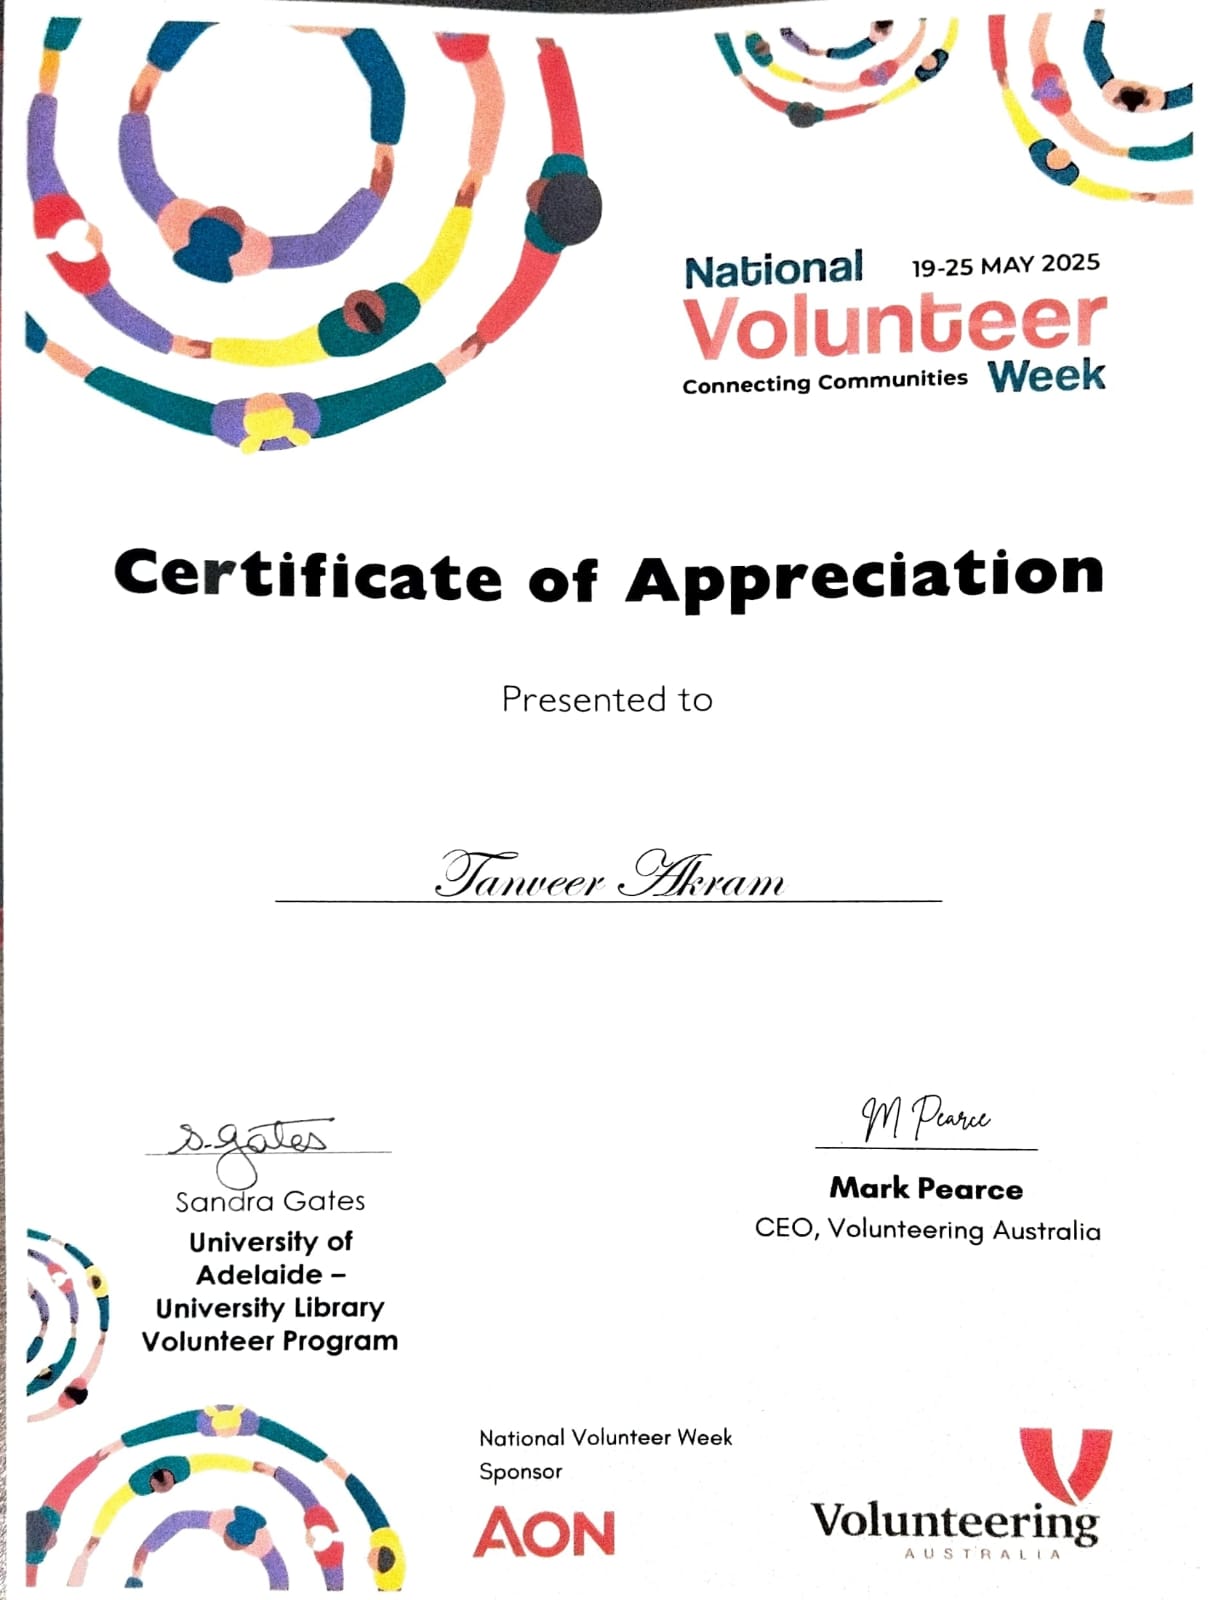 National 19-25 MAY 2025
Volunteer
Connecting Communities Week
Certificate of Appreciation
Presented to
Tanveer Akram
S. Gates
Sandra Gates
University of
Adelaide –
University Library
Volunteer Program
M Pearce
Mark Pearce
CEO, Volunteering Australia
National Volunteer Week
Sponsor
AON
Volunteering
AUSTRALIA